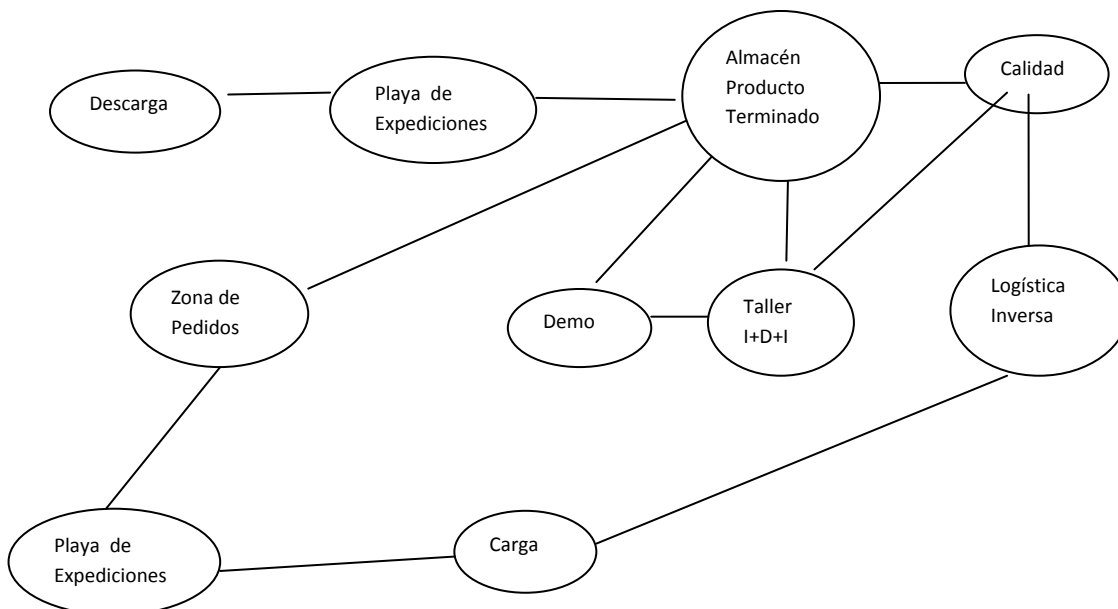 Descarga
Playa de
Expediciones
Almacén
Producto
Terminado
Calidad
Zona de
Pedidos
Demo
Taller
I+D+I
Logística
Inversa
Playa de
Expediciones
Carga